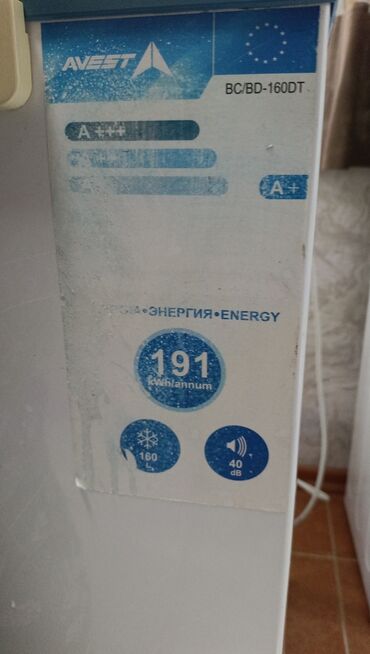 AVEST
BC/BD-160DT
A +++
A +
•ЭНЕРГИЯ•ENERGY
191
kwh/annum
160
L
40
dB